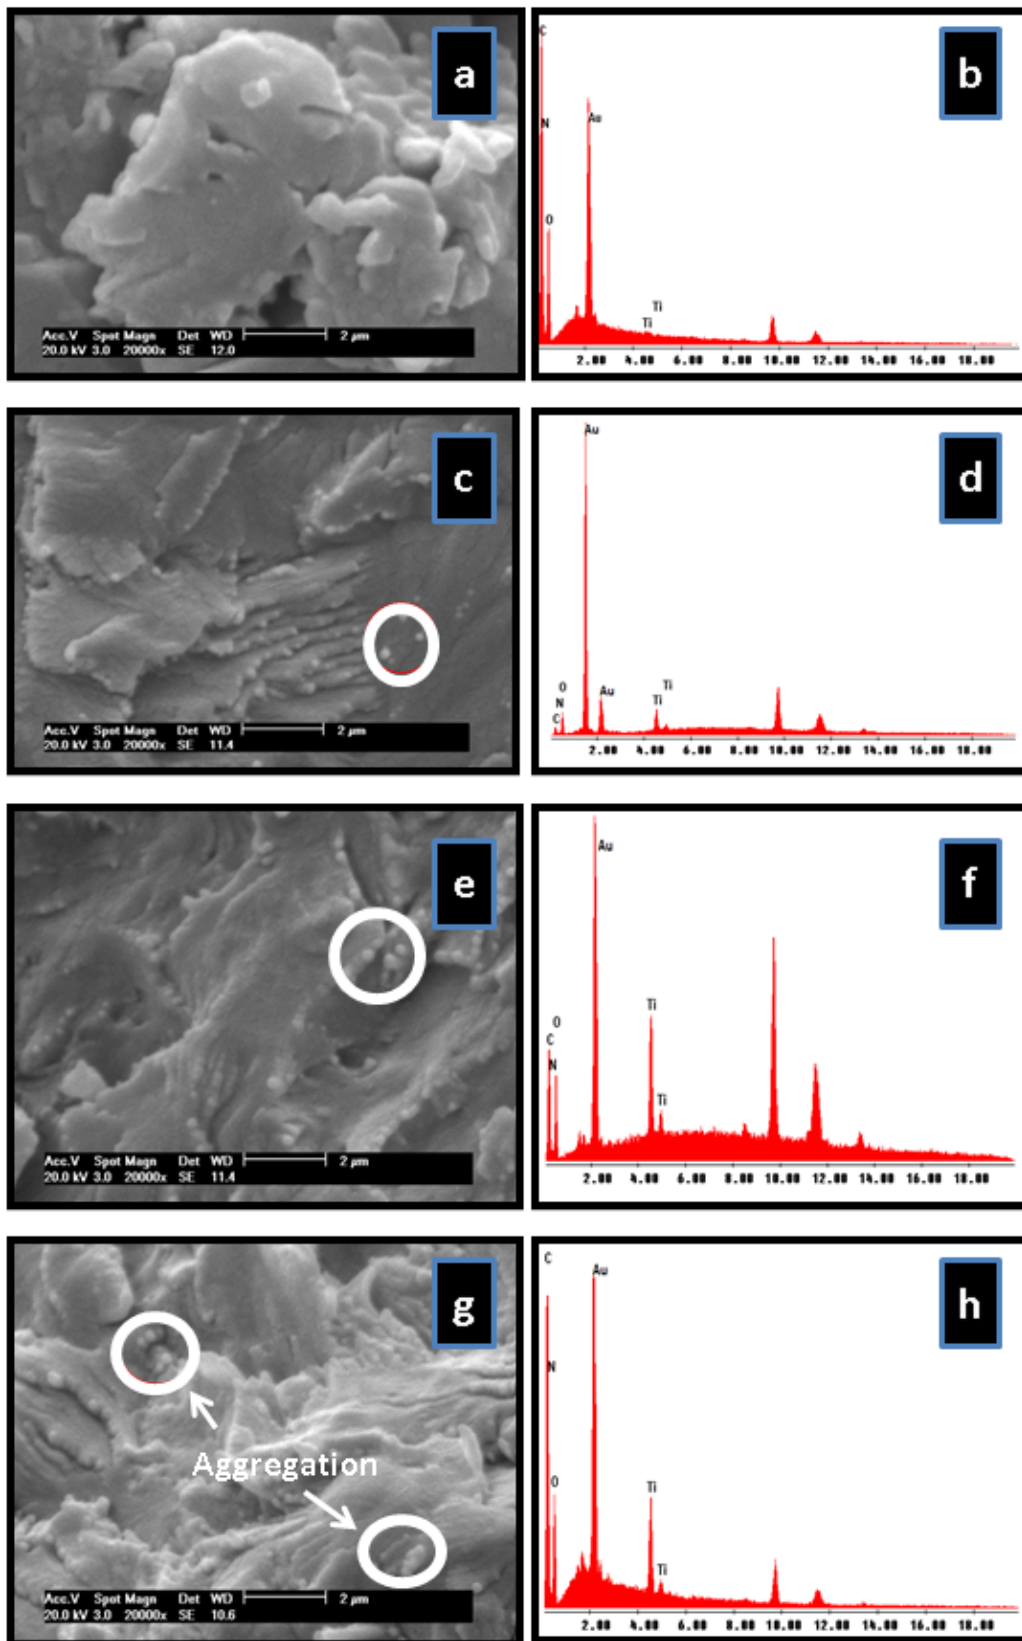 a
Acc.V Spot Magn Det WD 2 µm
20.0 kV 3.0 20000x SE 12.0
b
C
Au
N
O
Ti
Ti
2.00 4.00 6.00 8.00 10.00 12.00 14.00 16.00 18.00
c
Acc.V Spot Magn Det WD 2 µm
20.0 kV 3.0 20000x SE 11.4
d
Au
O
Ti
N
Au
Ti
C
2.00 4.00 6.00 8.00 10.00 12.00 14.00 16.00 18.00
e
Acc.V Spot Magn Det WD 2 µm
20.0 kV 3.0 20000x SE 11.4
f
Au
Ti
O
C
N
Ti
2.00 4.00 6.00 8.00 10.00 12.00 14.00 16.00 18.00
g
Aggregation
Acc.V Spot Magn Det WD 2 µm
20.0 kV 3.0 20000x SE 10.6
h
C
Au
N
O
Ti
Ti
2.00 4.00 6.00 8.00 10.00 12.00 14.00 16.00 18.00